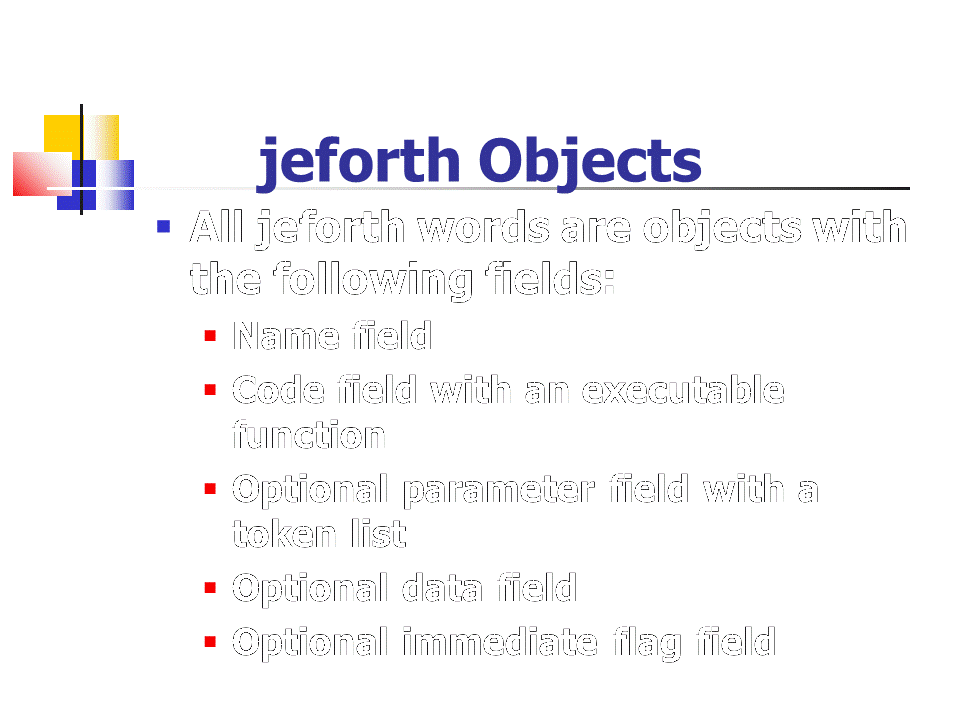 jeforth Objects
All jeforth words are objects with
the following fields:
Name field
Code field with an executable
function
Optional parameter field with a
token list
Optional data field
Optional immediate flag field